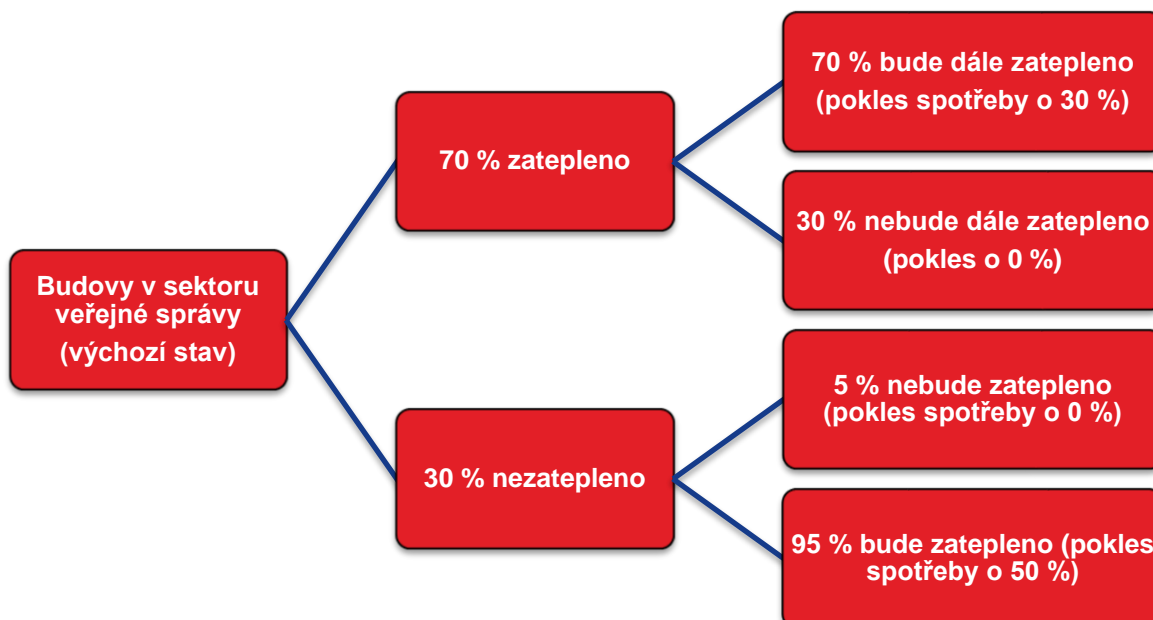 Budovy v sektoru
veřejné správy
(výchozí stav)
70 % zatepleno
30 % nezatepleno
70 % bude dále zatepleno
(pokles spotřeby o 30 %)
30 % nebude dále zatepleno
(pokles o 0 %)
5 % nebude zatepleno
(pokles spotřeby o 0 %)
95 % bude zatepleno (pokles
spotřeby o 50 %)